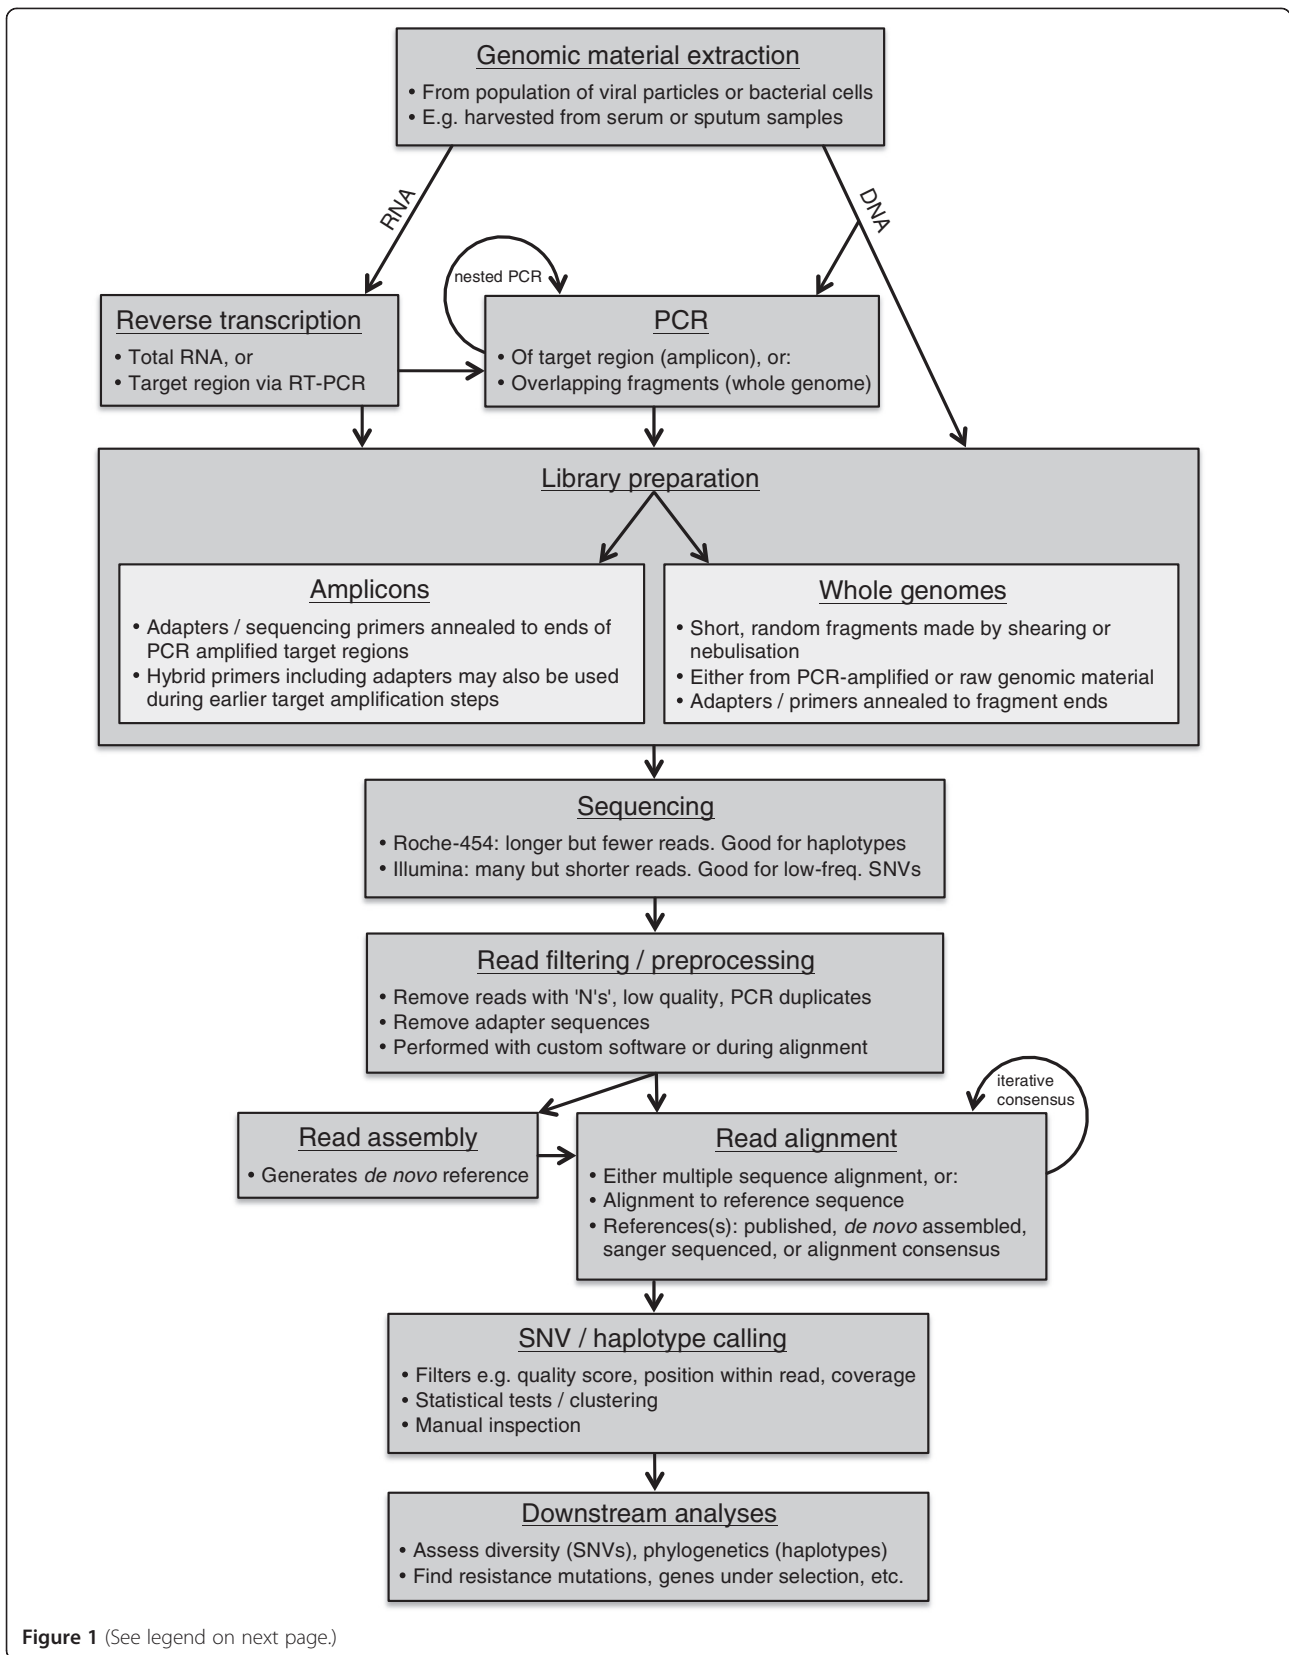 Genomic material extraction
• From population of viral particles or bacterial cells
• E.g. harvested from serum or sputum samples
RNA
DNA
nested PCR
Reverse transcription
• Total RNA, or
• Target region via RT-PCR
PCR
• Of target region (amplicon), or:
• Overlapping fragments (whole genome)
Library preparation
Amplicons
• Adapters / sequencing primers annealed to ends of
PCR amplified target regions
• Hybrid primers including adapters may also be used
during earlier target amplification steps
Whole genomes
• Short, random fragments made by shearing or
nebulisation
• Either from PCR-amplified or raw genomic material
• Adapters / primers annealed to fragment ends
Sequencing
• Roche-454: longer but fewer reads. Good for haplotypes
• Illumina: many but shorter reads. Good for low-freq. SNVs
Read filtering / preprocessing
• Remove reads with 'N's', low quality, PCR duplicates
• Remove adapter sequences
• Performed with custom software or during alignment
iterative
consensus
Read assembly
• Generates de novo reference
Read alignment
• Either multiple sequence alignment, or:
• Alignment to reference sequence
• References(s): published, de novo assembled,
sanger sequenced, or alignment consensus
SNV / haplotype calling
• Filters e.g. quality score, position within read, coverage
• Statistical tests / clustering
• Manual inspection
Downstream analyses
• Assess diversity (SNVs), phylogenetics (haplotypes)
• Find resistance mutations, genes under selection, etc.
Figure 1 (See legend on next page.)